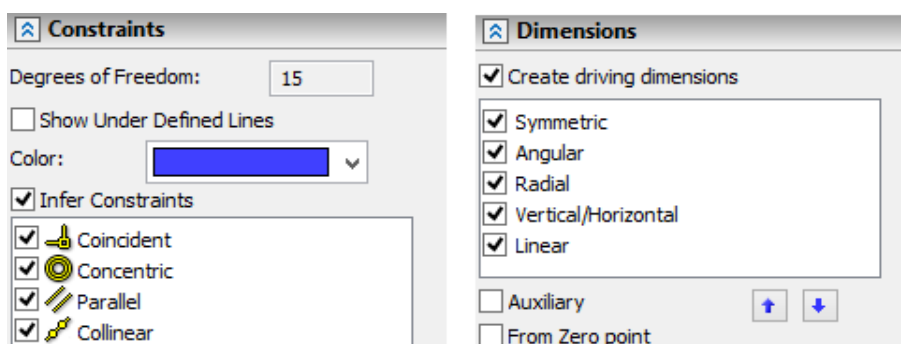 Constraints
Degrees of Freedom: 15
Show Under Defined Lines
Color:
Infer Constraints
Coincident
Concentric
Parallel
Collinear
Dimensions
Create driving dimensions
Symmetric
Angular
Radial
Vertical/Horizontal
Linear
Auxiliary
From Zero point